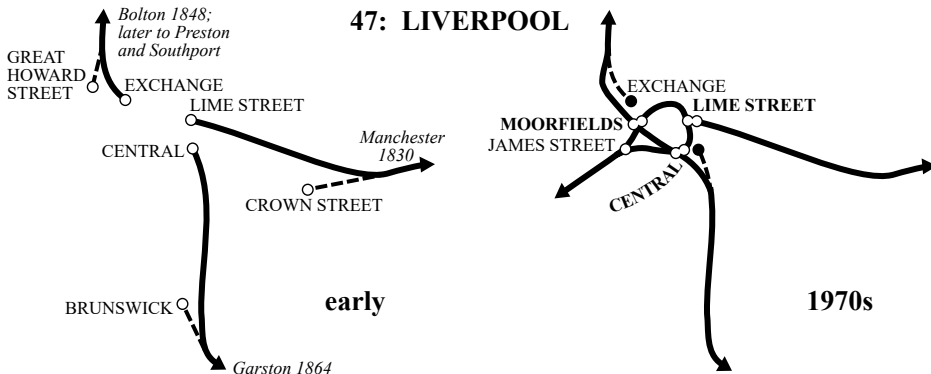 47: LIVERPOOL
Bolton 1848;
later to Preston
and Southport
GREAT
HOWARD
STREET
EXCHANGE
LIME STREET
Manchester
1830
CENTRAL
CROWN STREET
BRUNSWICK
early
Garston 1864
EXCHANGE
LIME STREET
MOORFIELDS
JAMES STREET
CENTRAL
1970s